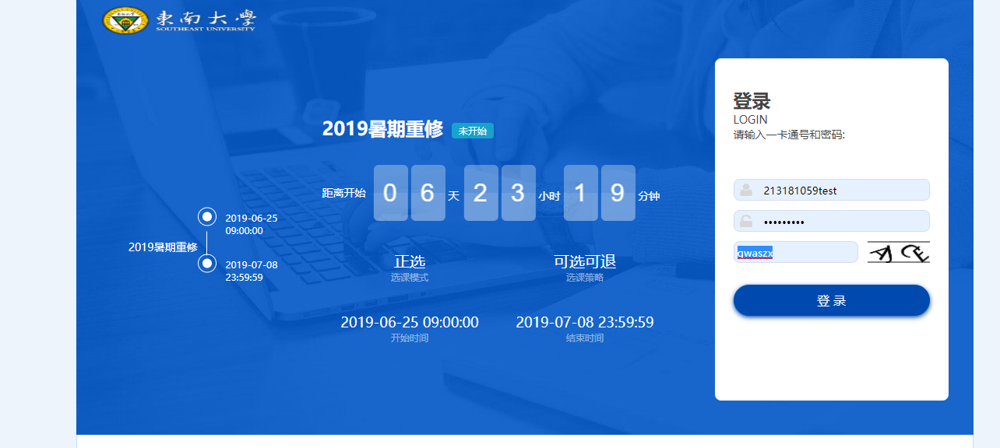 東南大學
SOUTHEAST UNIVERSITY
2019暑期重修 未开始
距离开始 0 6 天 2 3 小时 1 9 分钟
2019-06-25
09:00:00
2019暑期重修
2019-07-08
23:59:59
正选
选课模式
可选可退
选课策略
2019-06-25 09:00:00
开始时间
2019-07-08 23:59:59
结束时间
登录
LOGIN
请输入一卡通号和密码:
213181059test
•••••••••
qwaszx
登 录